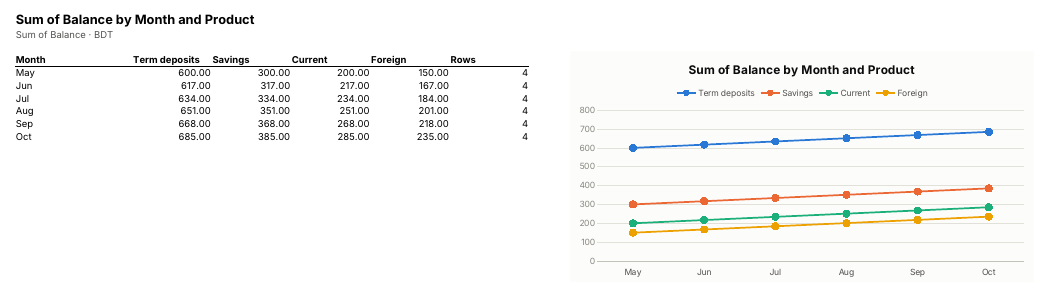 Sum of Balance by Month and Product
Sum of Balance · BDT
Month Term deposits Savings Current Foreign Rows
May 600.00 300.00 200.00 150.00 4
Jun 617.00 317.00 217.00 167.00 4
Jul 634.00 334.00 234.00 184.00 4
Aug 651.00 351.00 251.00 201.00 4
Sep 668.00 368.00 268.00 218.00 4
Oct 685.00 385.00 285.00 235.00 4
Sum of Balance by Month and Product
Term deposits Savings Current Foreign
800
700
600
500
400
300
200
100
0
May Jun Jul Aug Sep Oct